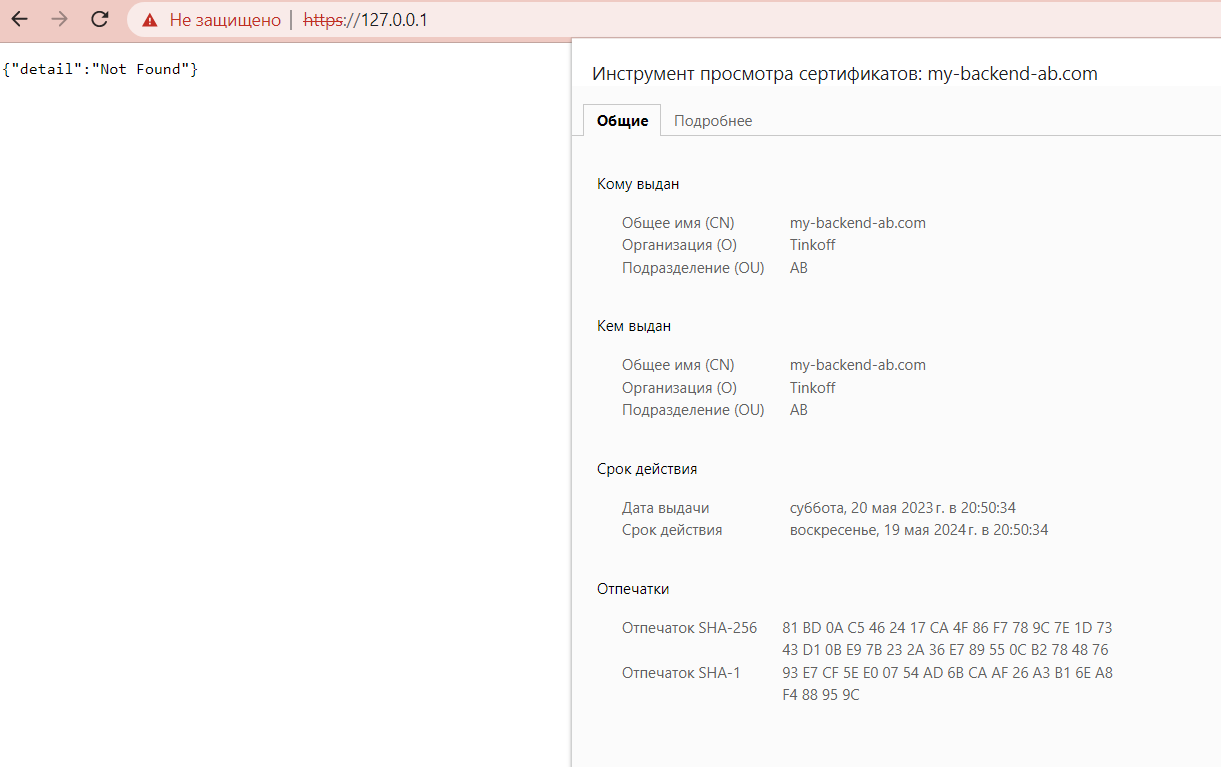 Не защищено | https://127.0.0.1
{"detail":"Not Found"}
Инструмент просмотра сертификатов: my-backend-ab.com
Общие Подробнее
Кому выдан
Общее имя (CN) my-backend-ab.com
Организация (O) Tinkoff
Подразделение (OU) AB
Кем выдан
Общее имя (CN) my-backend-ab.com
Организация (O) Tinkoff
Подразделение (OU) AB
Срок действия
Дата выдачи суббота, 20 мая 2023 г. в 20:50:34
Срок действия воскресенье, 19 мая 2024 г. в 20:50:34
Отпечатки
Отпечаток SHA-256 81 BD 0A C5 46 24 17 CA 4F 86 F7 78 9C 7E 1D 73
43 D1 0B E9 7B 23 2A 36 E7 89 55 0C B2 78 48 76
Отпечаток SHA-1 93 E7 CF 5E E0 07 54 AD 6B CA AF 26 A3 B1 6E A8
F4 88 95 9C